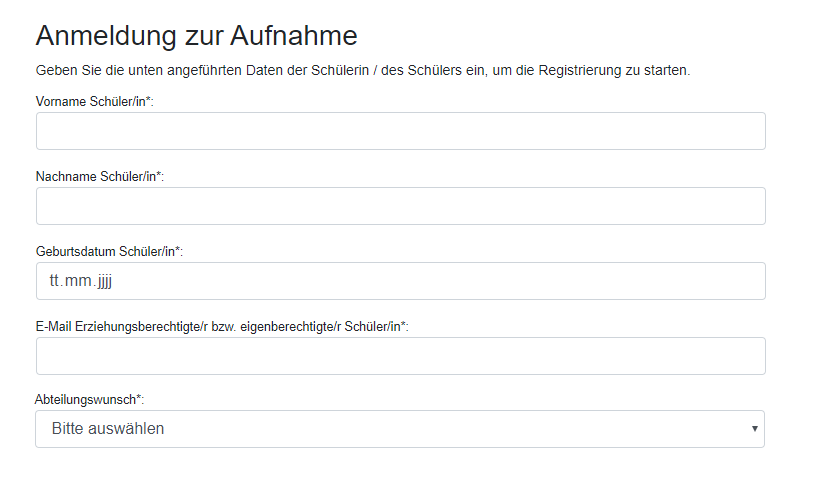 Anmeldung zur Aufnahme
Geben Sie die unten angeführten Daten der Schülerin / des Schülers ein, um die Registrierung zu starten.
Vorname Schüler/in*:
Nachname Schüler/in*:
Geburtsdatum Schüler/in*:
tt.mm.jjjj
E-Mail Erziehungsberechtigte/r bzw. eigenberechtigte/r Schüler/in*:
Abteilungswunsch*:
Bitte auswählen